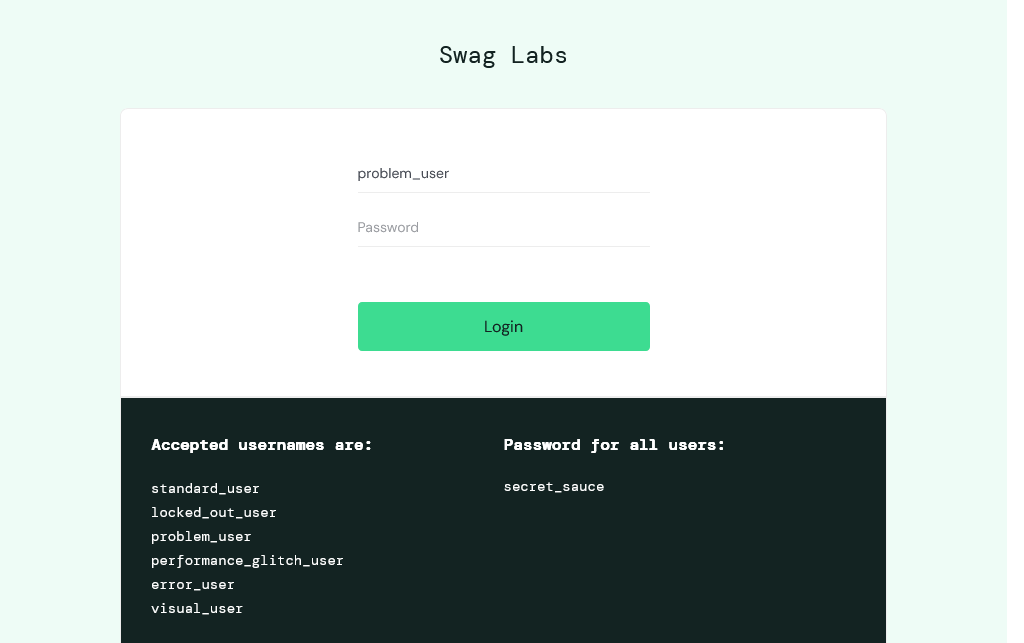 Swag Labs
problem_user
Password
Login
Accepted usernames are:
standard_user
locked_out_user
problem_user
performance_glitch_user
error_user
visual_user
Password for all users:
secret_sauce